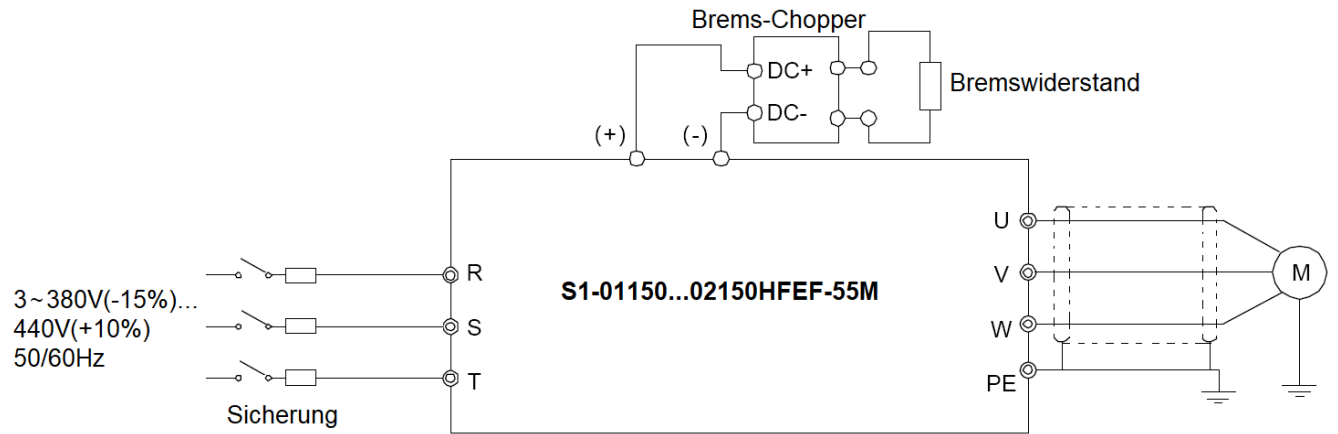 Brems-Chopper
DC+
Bremswiderstand
DC-
(+)
(-)
U
R
V
M
S1-01150...02150HFEF-55M
3~380V(-15%)...
440V(+10%)
50/60Hz
S
W
T
PE
Sicherung